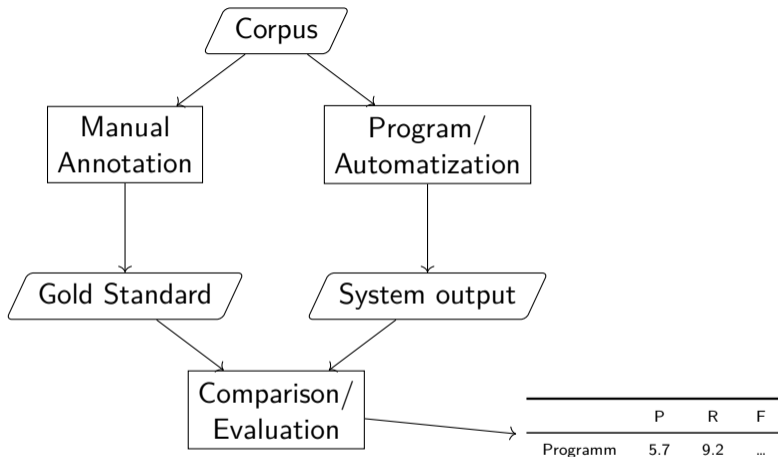 Corpus
Manual
Annotation
Program/
Automatization
Gold Standard
System output
Comparison/
Evaluation
P R F
Programm 5.7 9.2 ...